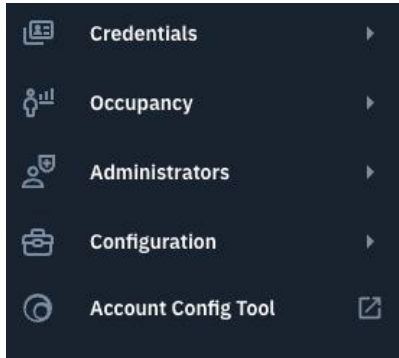 Credentials
Occupancy
Administrators
Configuration
Account Config Tool